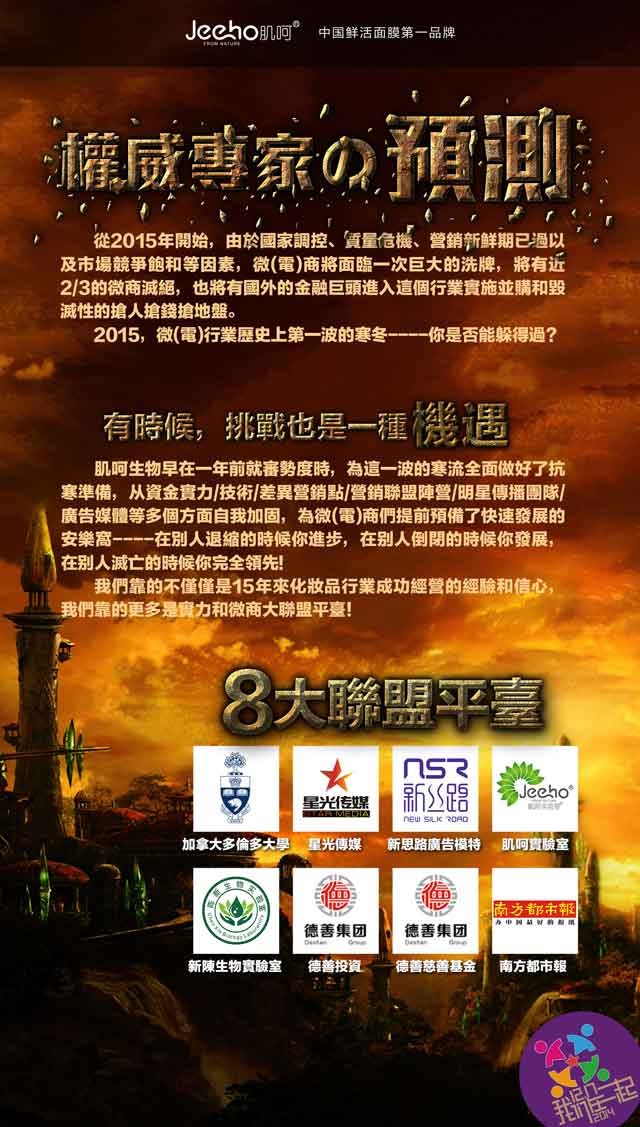 Jeeho肌呵®
FROM NATURE
中国鲜活面膜第一品牌
權威專家の預測
從2015年開始，由於國家調控、質量危機、營銷新鮮期已過以
及市場競爭飽和等因素，微(電)商將面臨一次巨大的洗牌，將有近
2/3的微商滅絕，也將有國外的金融巨頭進入這個行業實施並購和毀
滅性的搶人搶錢搶地盤。
2015，微(電)行業歷史上第一波的寒冬----你是否能躲得過?
有時候，挑戰也是一種機遇
肌呵生物早在一年前就審勢度時，為這一波的寒流全面做好了抗
寒準備，从資金實力/技術/差異營銷點/營銷聯盟陣營/明星傳播團隊/
廣告媒體等多個方面自我加固，為微(電)商們提前預備了快速發展的
安樂窩----在別人退縮的時候你進步，在別人倒閉的時候你發展，
在別人滅亡的時候你完全領先!
我們靠的不僅僅是15年來化妝品行業成功經營的經驗和信心，
我們靠的更多是實力和微商大聯盟平臺!
8大聯盟平臺
星光传媒
STAR MEDIA
NSR
新丝路
NEW SILK ROAD
Jeeho®
加拿大多倫多大學
星光傳媒
新思路廣告模特
肌呵實驗室
德善集团
Deshan Group
德善集团
Deshan Group
南方都市報
办中国最好的报纸
新陳生物實驗室
德善投資
德善慈善基金
南方都市報
我們在一起
2014